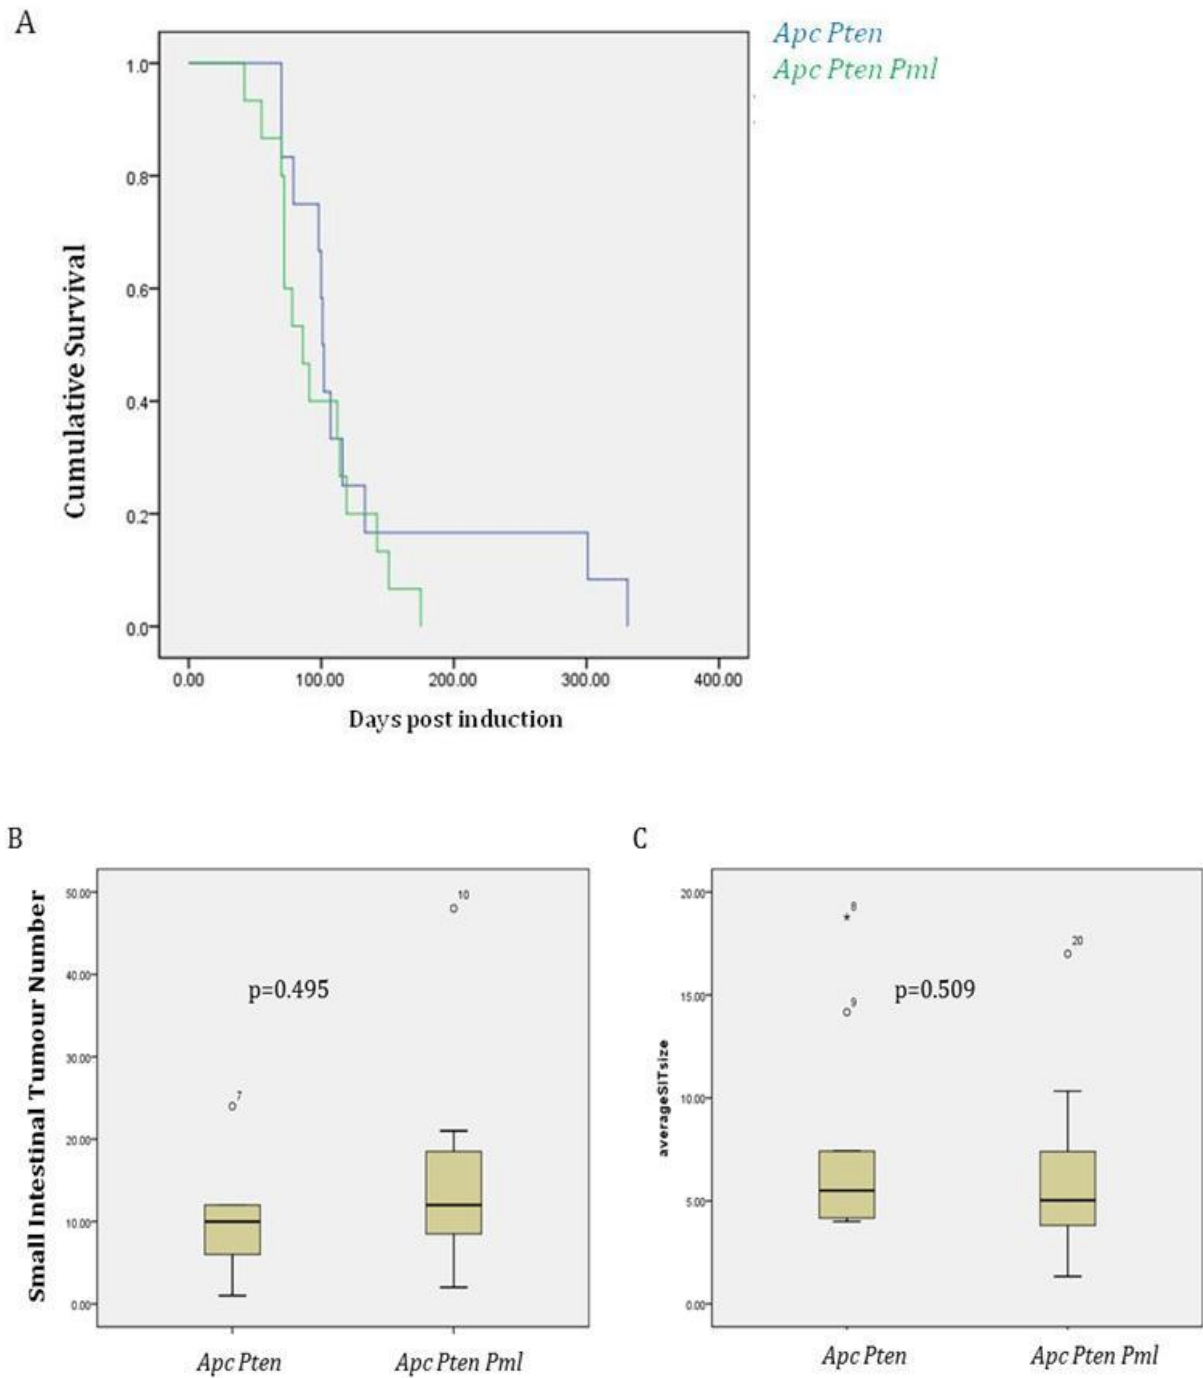 A
Apc Pten
Apc Pten Pml
1.0
0.8
0.6
0.4
0.2
0.0
Cumulative Survival
0.00 100.00 200.00 300.00 400.00
Days post induction
B
Small Intestinal Tumour Number
50.00
40.00
30.00
20.00
10.00
0.00
10
p=0.495
7
Apc Pten Apc Pten Pml
C
averageSITsize
20.00
15.00
10.00
5.00
0.00
8
20
p=0.509
9
Apc Pten Apc Pten Pml